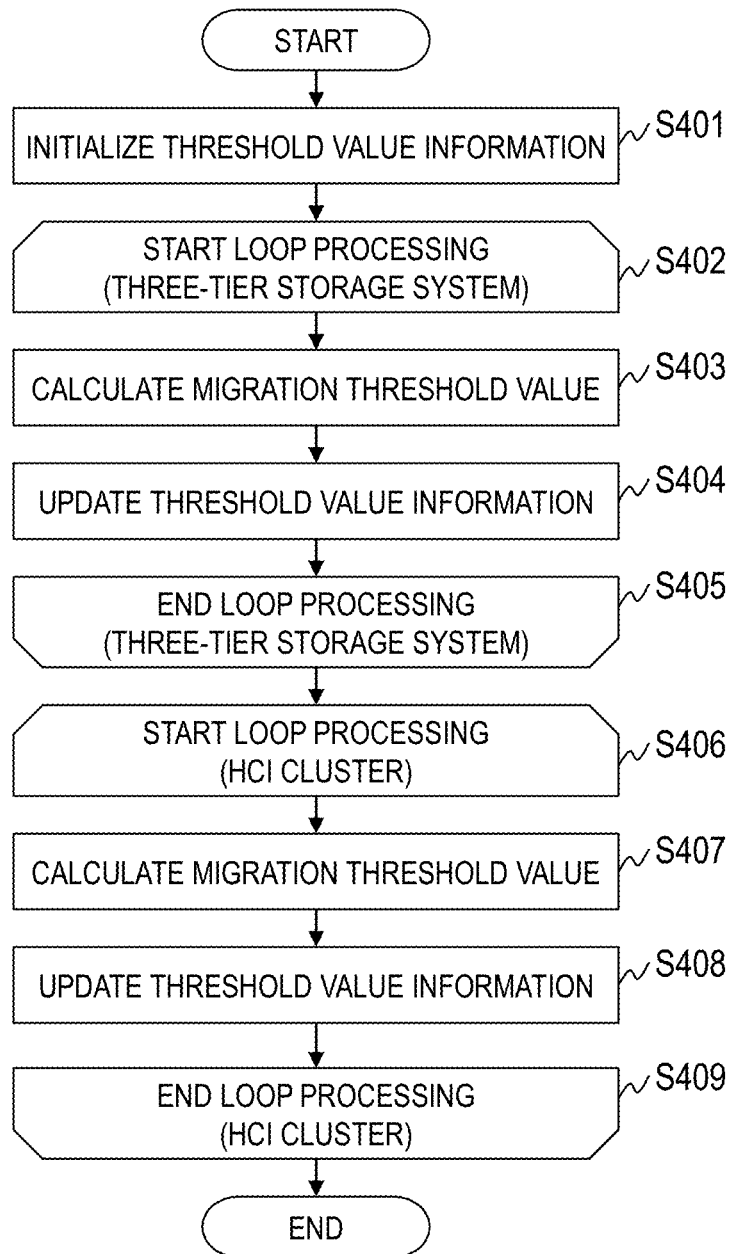 START
INITIALIZE THRESHOLD VALUE INFORMATION
S401
START LOOP PROCESSING
(THREE-TIER STORAGE SYSTEM)
S402
CALCULATE MIGRATION THRESHOLD VALUE
S403
UPDATE THRESHOLD VALUE INFORMATION
S404
END LOOP PROCESSING
(THREE-TIER STORAGE SYSTEM)
S405
START LOOP PROCESSING
(HCI CLUSTER)
S406
CALCULATE MIGRATION THRESHOLD VALUE
S407
UPDATE THRESHOLD VALUE INFORMATION
S408
END LOOP PROCESSING
(HCI CLUSTER)
S409
END